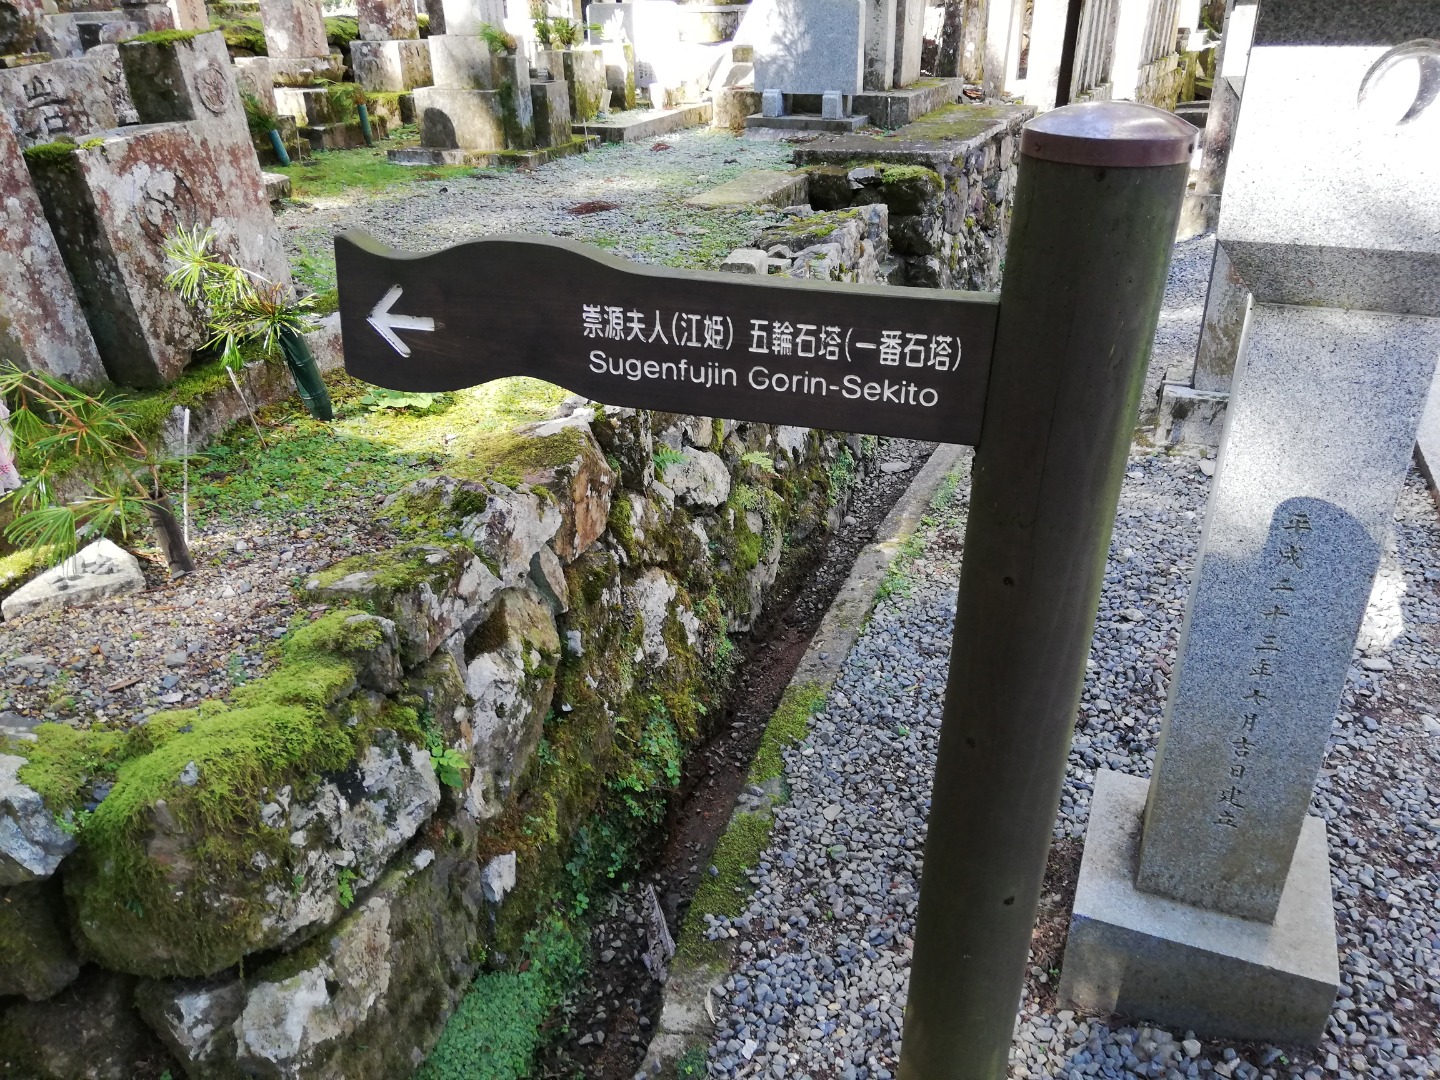 崇源夫人(江姫) 五輪石塔(一番石塔)
Sugenfujin Gorin-Sekito
平成二十三年七月吉日建立